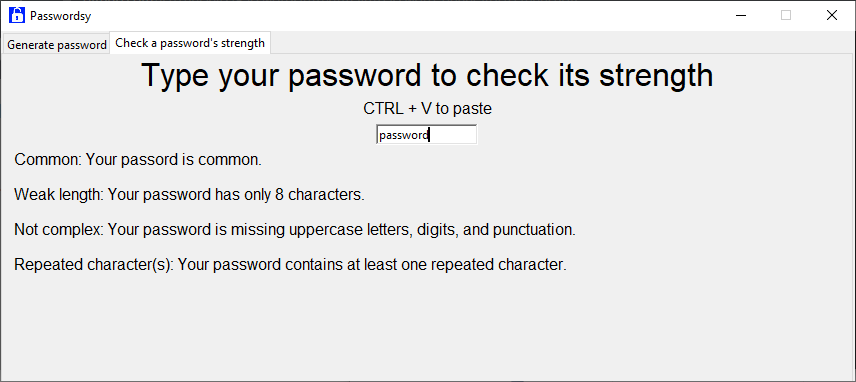 Passwordsy
Generate password
Check a password's strength
Type your password to check its strength
CTRL + V to paste
password
Common: Your passord is common.
Weak length: Your password has only 8 characters.
Not complex: Your password is missing uppercase letters, digits, and punctuation.
Repeated character(s): Your password contains at least one repeated character.